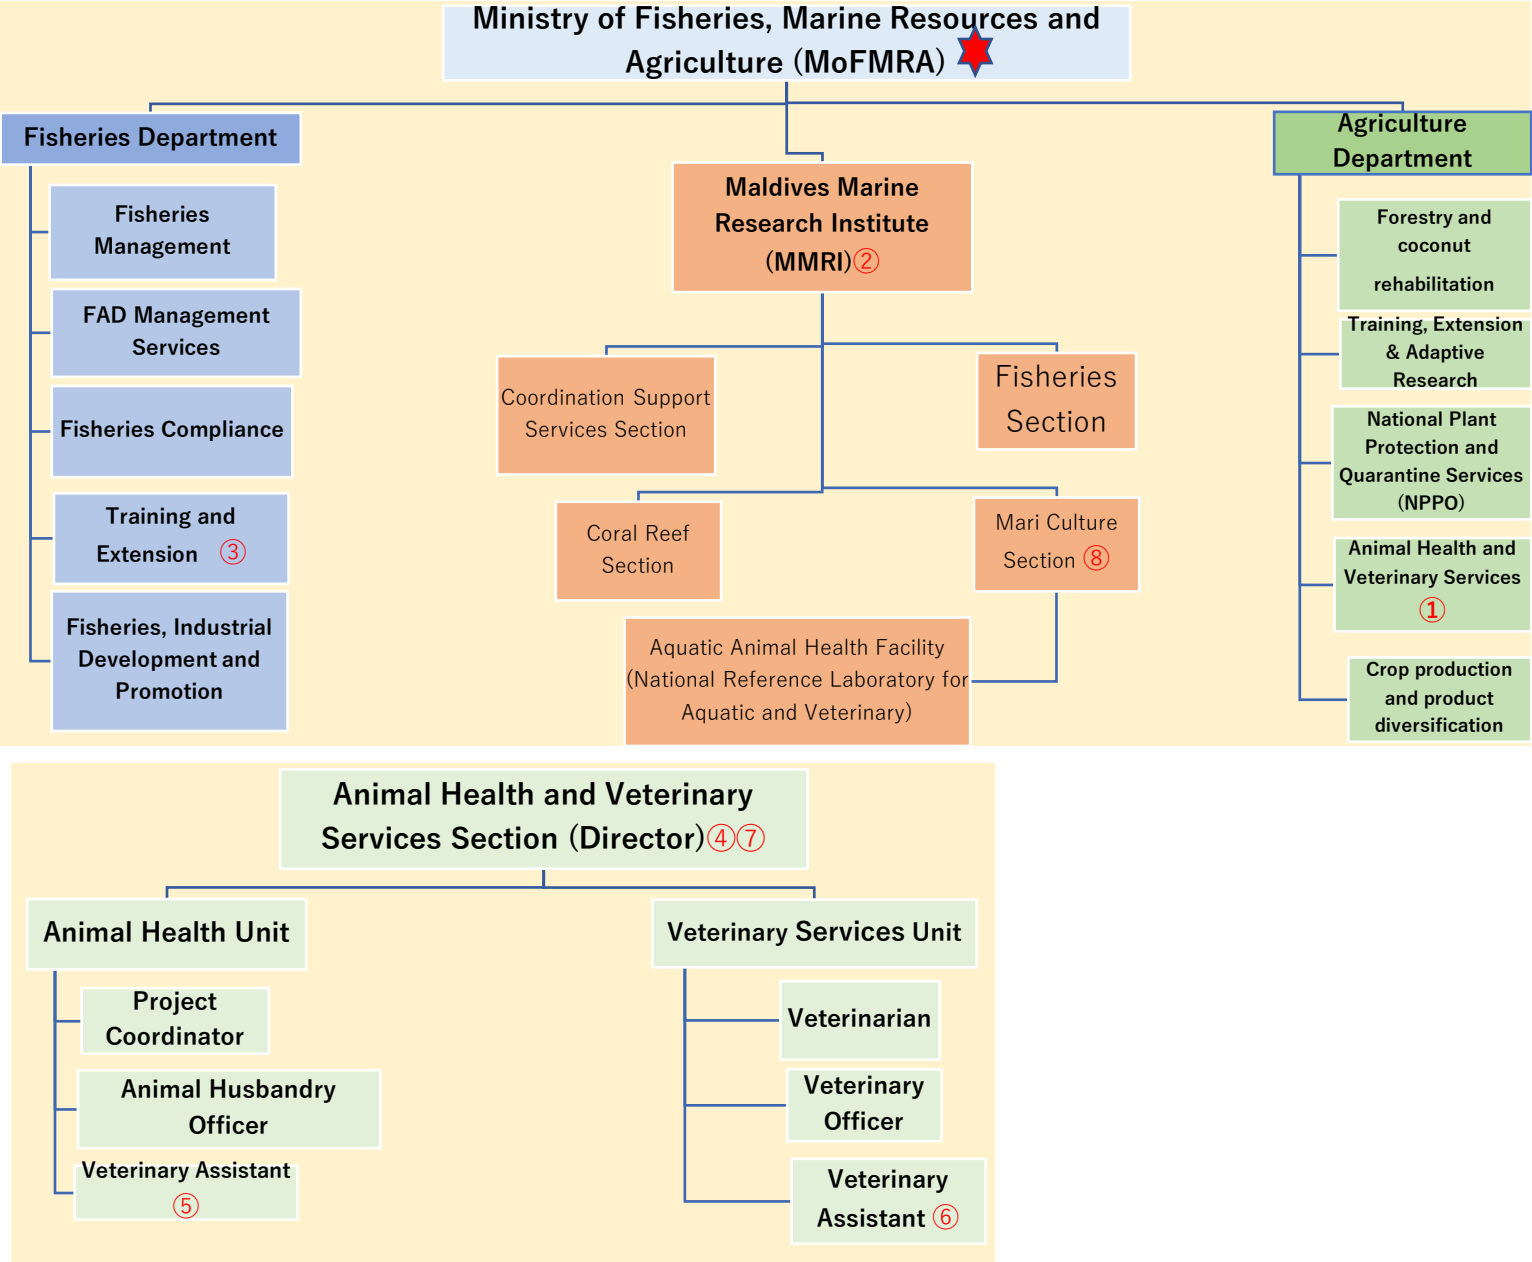 Ministry of Fisheries, Marine Resources and
Agriculture (MoFMRA)
Fisheries Department
Fisheries
Management
FAD Management
Services
Fisheries Compliance
Training and
Extension ③
Fisheries, Industrial
Development and
Promotion
Maldives Marine
Research Institute
(MMRI)②
Coordination Support
Services Section
Fisheries
Section
Coral Reef
Section
Mari Culture
Section ⑧
Aquatic Animal Health Facility
(National Reference Laboratory for
Aquatic and Veterinary)
Agriculture
Department
Forestry and
coconut
rehabilitation
Training, Extension
& Adaptive
Research
National Plant
Protection and
Quarantine Services
(NPPO)
Animal Health and
Veterinary Services
①
Crop production
and product
diversification
Animal Health and Veterinary
Services Section (Director)④⑦
Animal Health Unit
Project
Coordinator
Animal Husbandry
Officer
Veterinary Assistant
⑤
Veterinary Services Unit
Veterinarian
Veterinary
Officer
Veterinary
Assistant ⑥